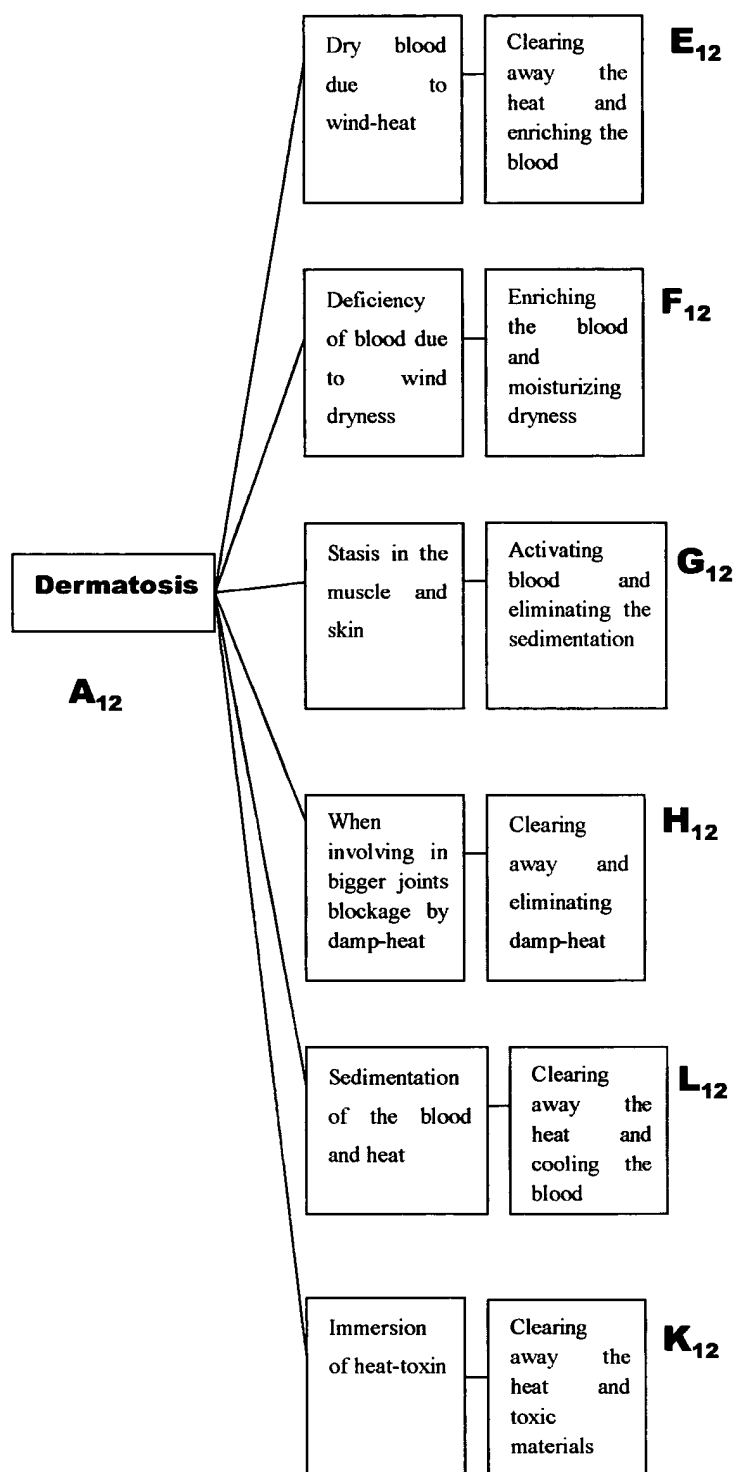 Dry blood
due to
wind-heat
Clearing
away the
heat and
enriching the
blood
E12
Deficiency
of blood due
to wind
dryness
Enriching
the blood
and
moisturizing
dryness
F12
Dermatosis
A12
Stasis in the
muscle and
skin
Activating
blood and
eliminating the
sedimentation
G12
When
involving in
bigger joints
blockage by
damp-heat
Clearing
away and
eliminating
damp-heat
H12
Sedimentation
of the blood
and heat
Clearing
away the
heat and
cooling the
blood
L12
Immersion
of heat-toxin
Clearing
away the
heat and
toxic
materials
K12